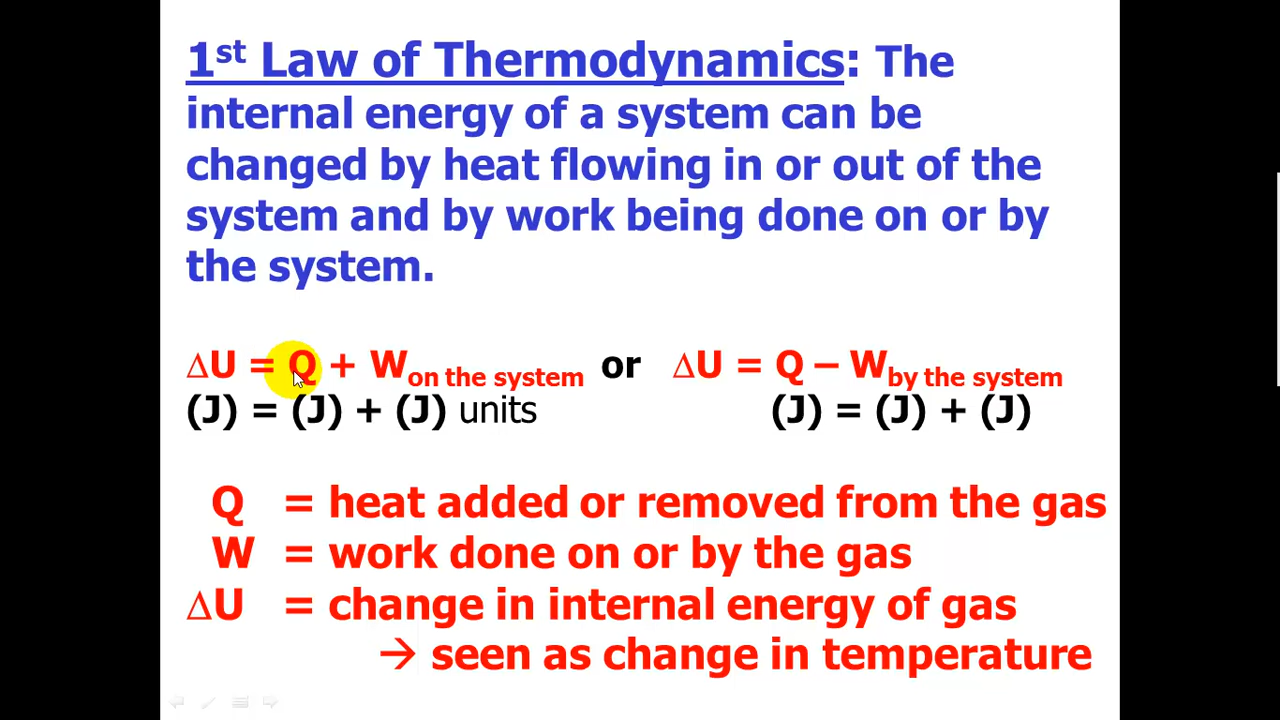 1st Law of Thermodynamics: The
internal energy of a system can be
changed by heat flowing in or out of the
system and by work being done on or by
the system.
∆U = Q + Won the system or ∆U = Q – Wby the system
(J) = (J) + (J) units (J) = (J) + (J)
Q = heat added or removed from the gas
W = work done on or by the gas
∆U = change in internal energy of gas
→ seen as change in temperature